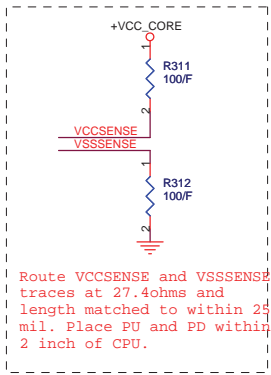 +VCC_CORE
1
R311
100/F
2
VCCSENSE
VSSSENSE
1
R312
100/F
2
Route VCCSENSE and VSSSENSE
traces at 27.4ohms and
length matched to within 25
mil. Place PU and PD within
2 inch of CPU.